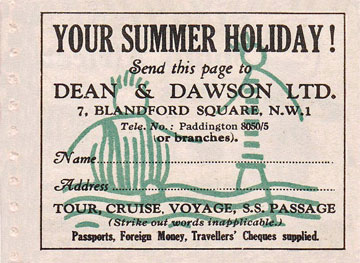 YOUR SUMMER HOLIDAY!
Send this page to
DEAN & DAWSON LTD.
7, BLANDFORD SQUARE, N.W.1
Tele. No.: Paddington 8050/5
(or branches).
Name
Address
TOUR, CRUISE, VOYAGE, S.S. PASSAGE
(Strike out words inapplicable.)
Passports, Foreign Money, Travellers' Cheques supplied.